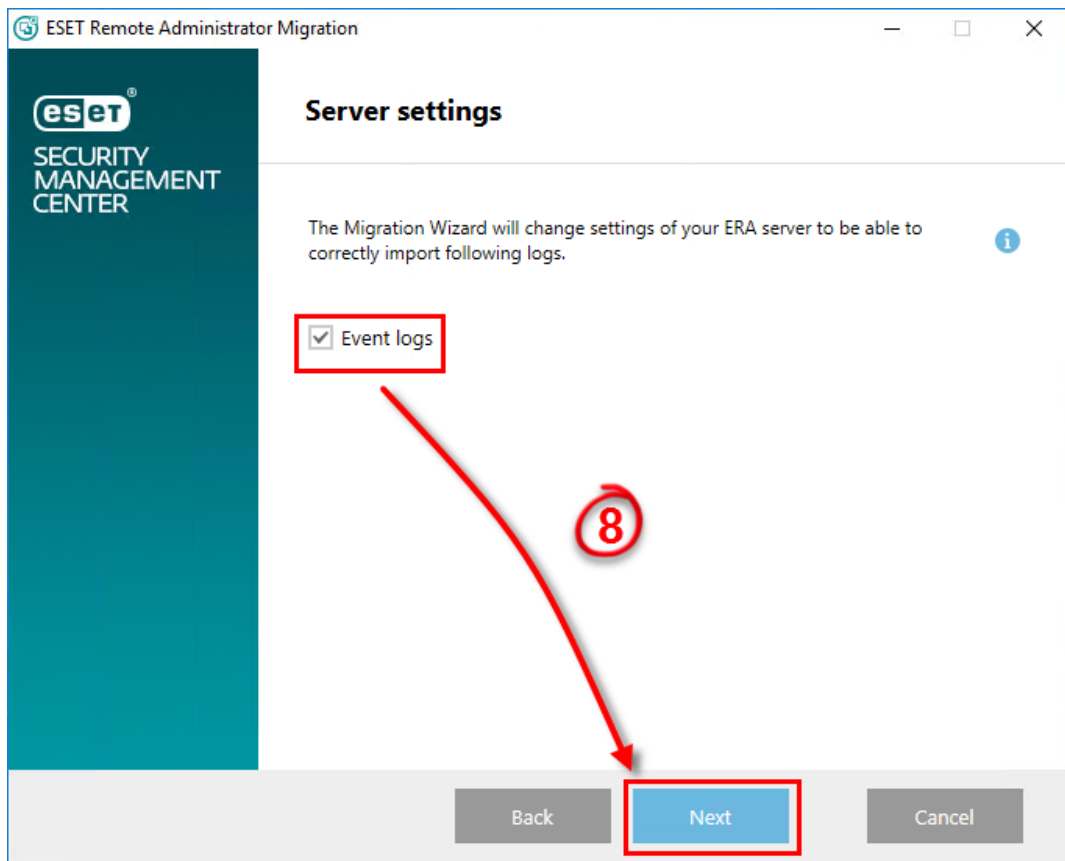 ESET Remote Administrator Migration
eset®
SECURITY
MANAGEMENT
CENTER
Server settings
The Migration Wizard will change settings of your ERA server to be able to
correctly import following logs.
i
Event logs
8
Back
Next
Cancel